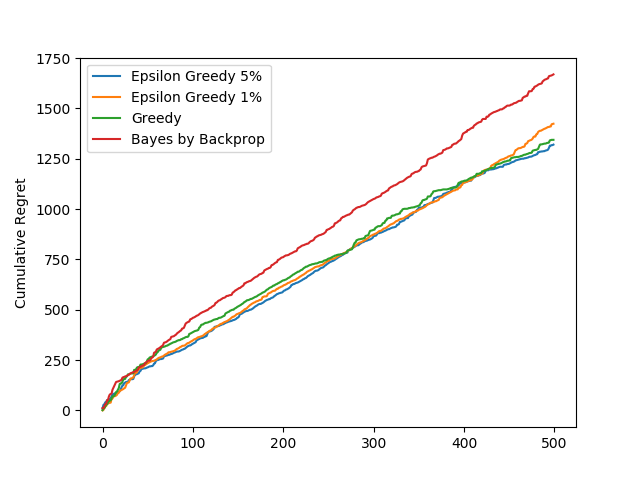 1750
1500
1250
1000
750
500
250
0
Cumulative Regret
Epsilon Greedy 5%
Epsilon Greedy 1%
Greedy
Bayes by Backprop
0 100 200 300 400 500